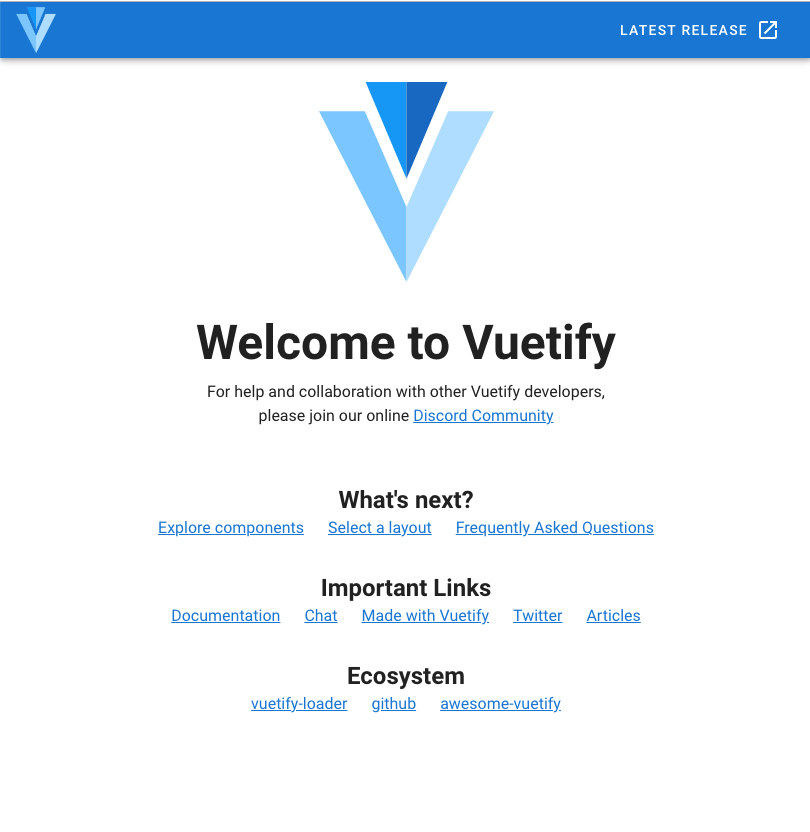 LATEST RELEASE
Welcome to Vuetify
For help and collaboration with other Vuetify developers,
please join our online Discord Community
What's next?
Explore components Select a layout Frequently Asked Questions
Important Links
Documentation Chat Made with Vuetify Twitter Articles
Ecosystem
vuetify-loader github awesome-vuetify